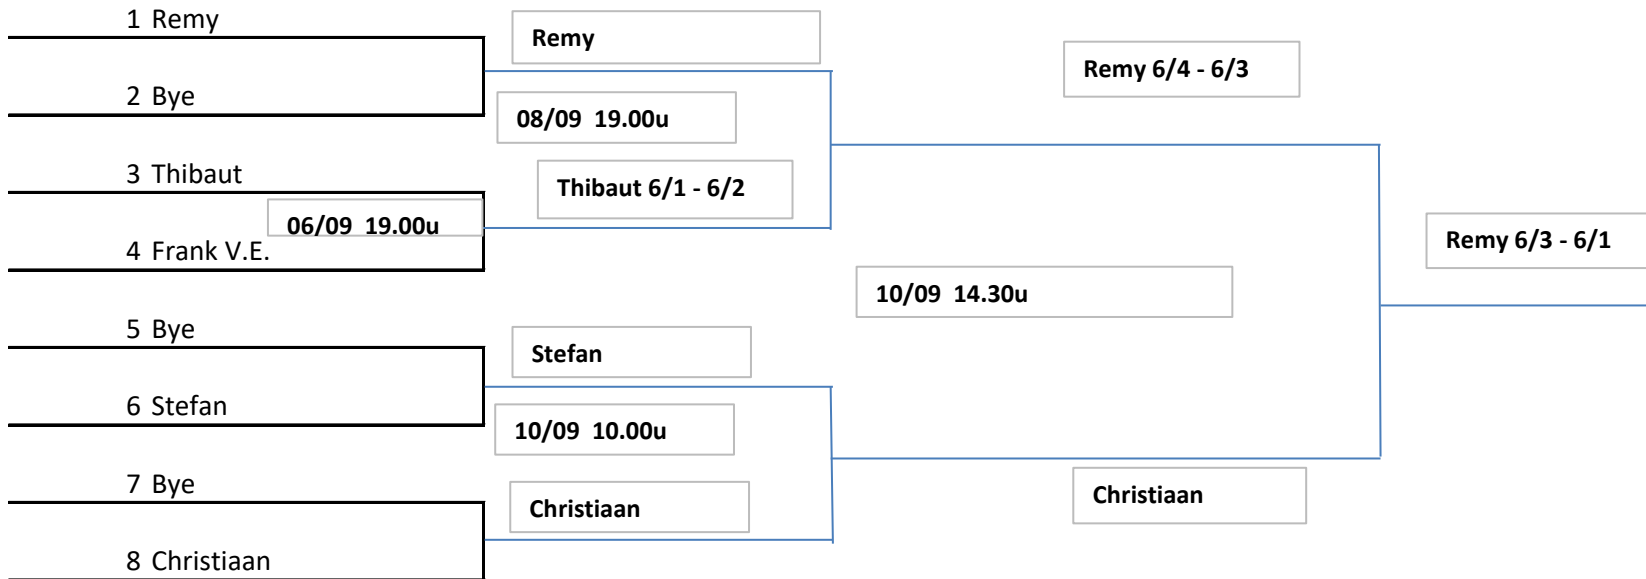 1 Remy
2 Bye
3 Thibaut
06/09 19.00u
4 Frank V.E.
5 Bye
6 Stefan
7 Bye
8 Christiaan
Remy
08/09 19.00u
Thibaut 6/1 - 6/2
Stefan
10/09 10.00u
Christiaan
Remy 6/4 - 6/3
10/09 14.30u
Christiaan
Remy 6/3 - 6/1